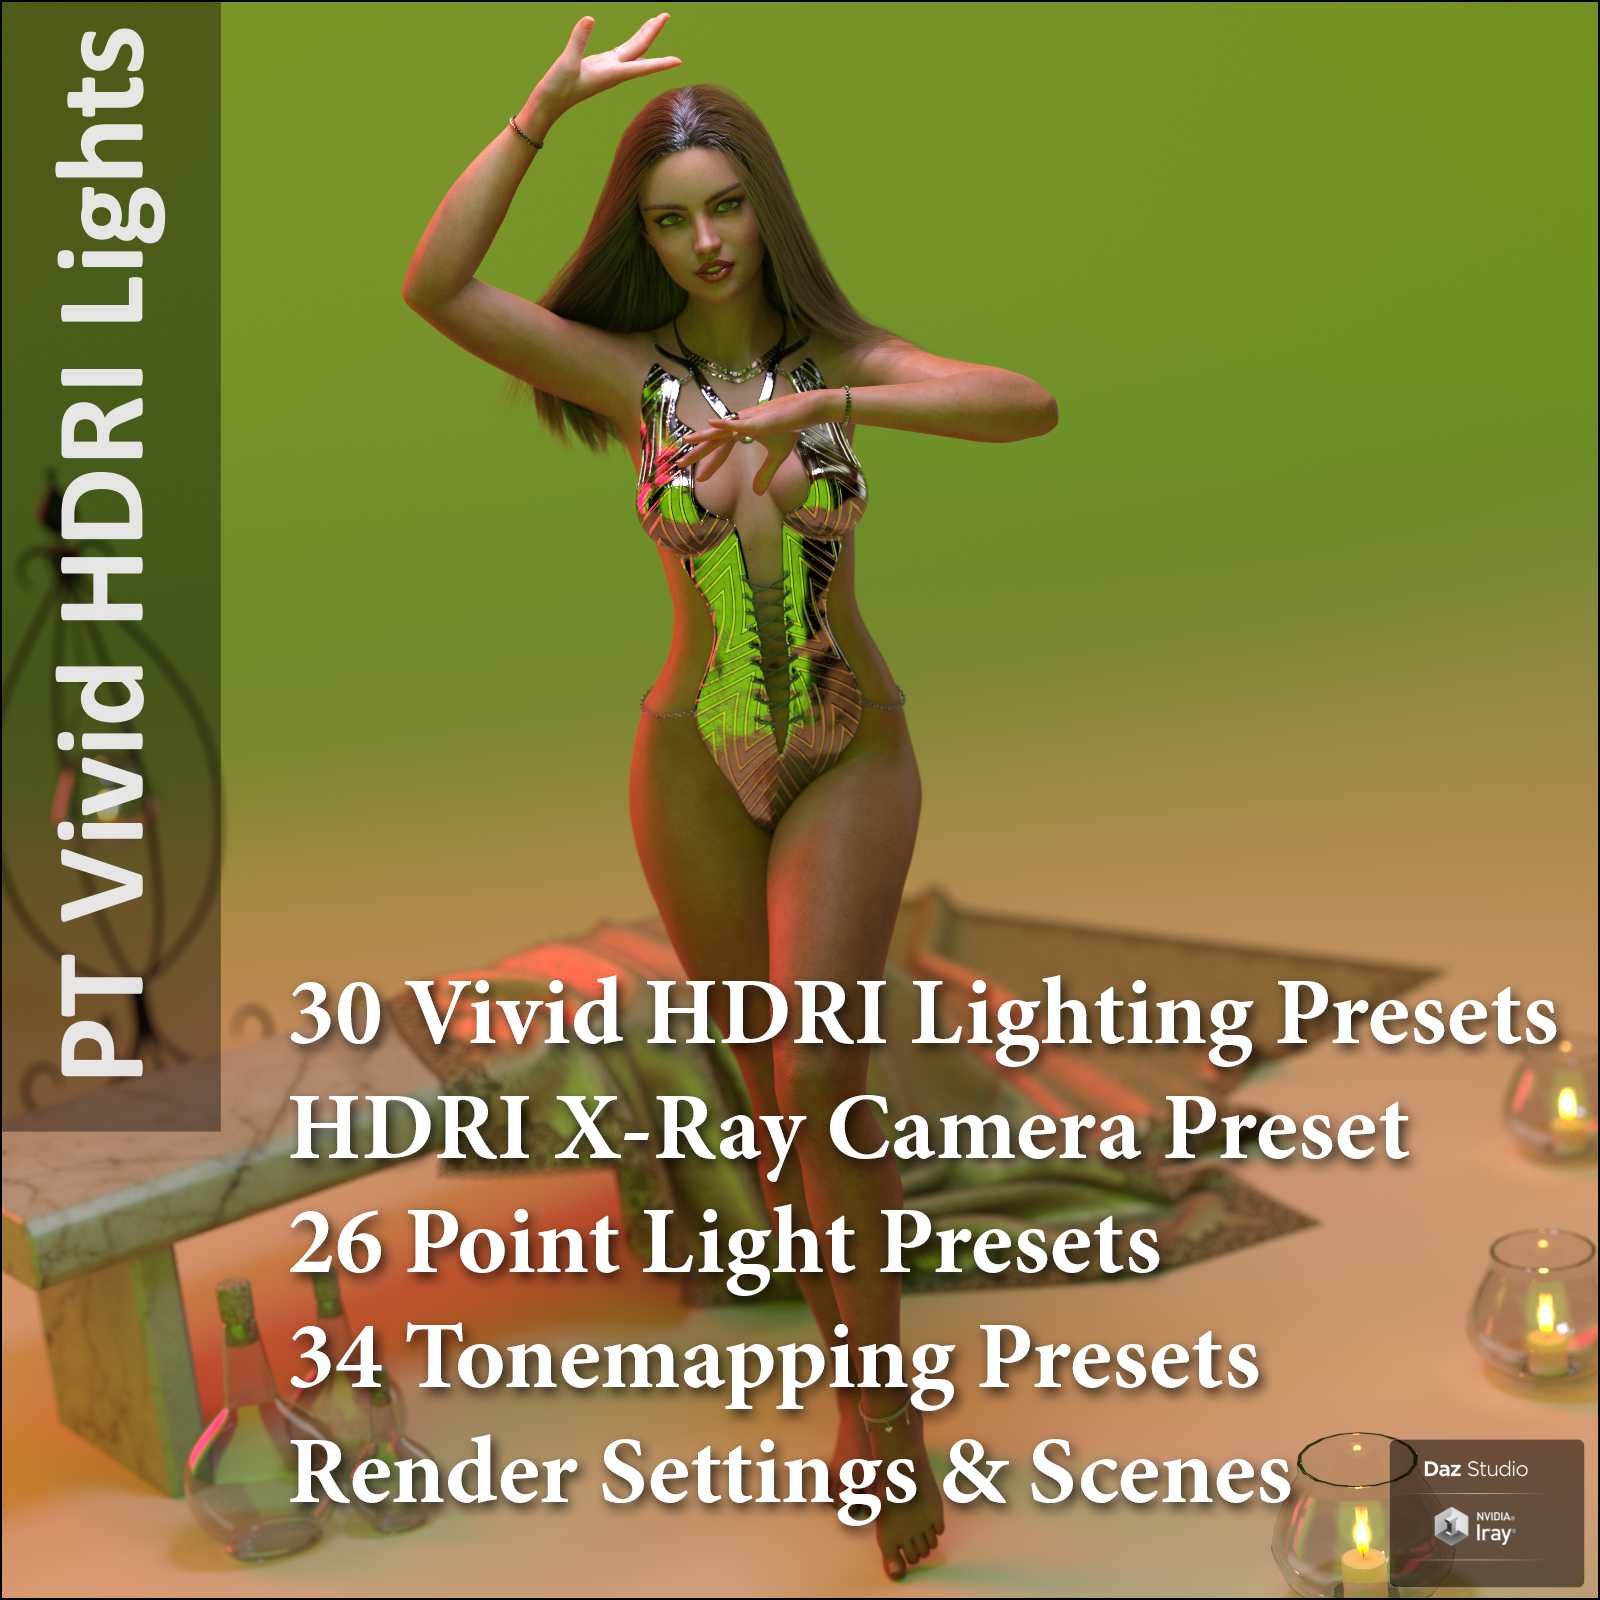 PT Vivid HDRI Lights
30 Vivid HDRI Lighting Presets
HDRI X-Ray Camera Preset
26 Point Light Presets
34 Tonemapping Presets
Render Settings & Scenes
Daz Studio
NVIDIA®
Iray®